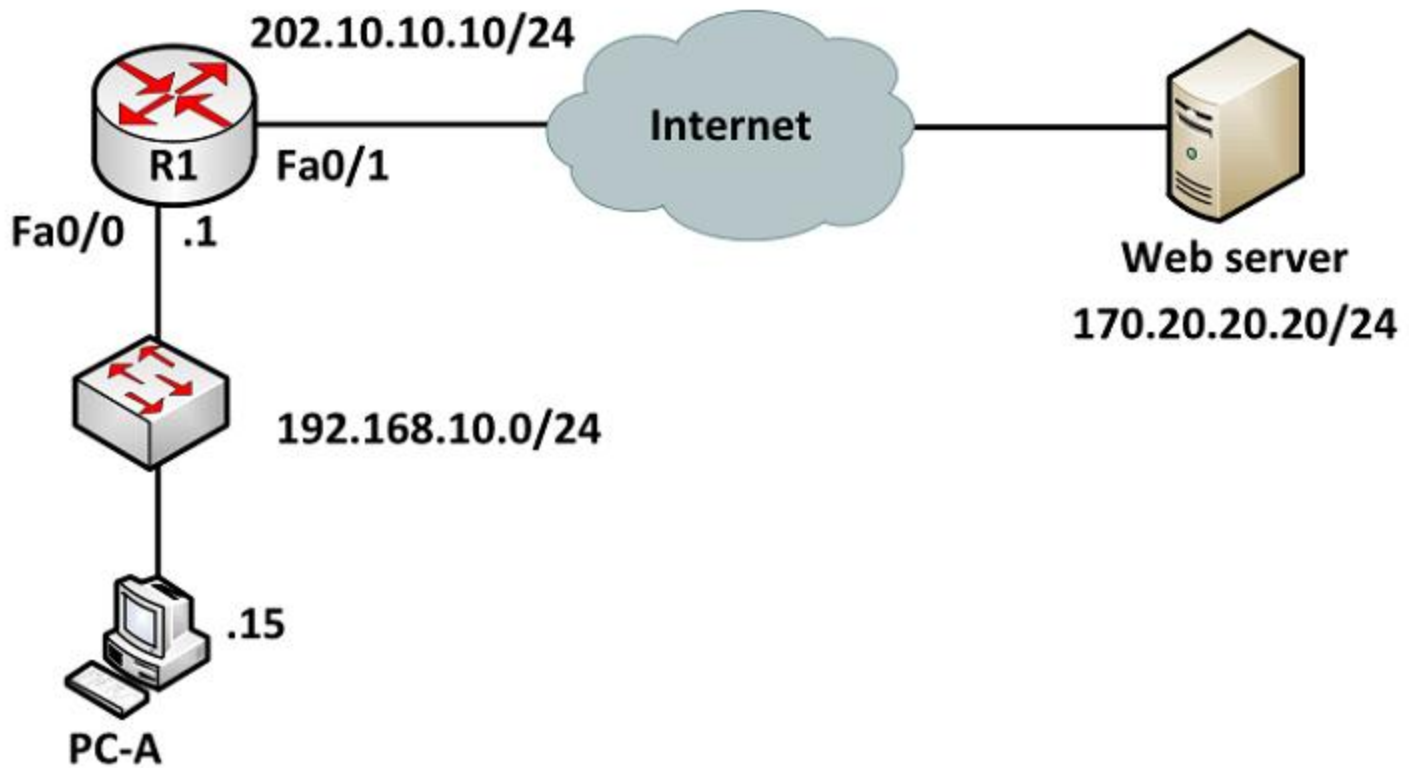 202.10.10.10/24
Internet
R1
Fa0/1
Fa0/0
.1
Web server
170.20.20.20/24
192.168.10.0/24
.15
PC-A